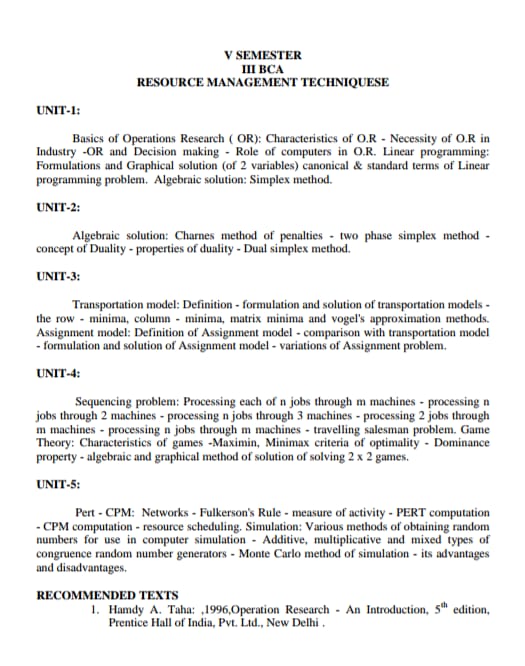 V SEMESTER
III BCA
RESOURCE MANAGEMENT TECHNIQUESE
UNIT-1:
Basics of Operations Research ( OR): Characteristics of O.R - Necessity of O.R in
Industry -OR and Decision making - Role of computers in O.R. Linear programming:
Formulations and Graphical solution (of 2 variables) canonical & standard terms of Linear
programming problem. Algebraic solution: Simplex method.
UNIT-2:
Algebraic solution: Charnes method of penalties - two phase simplex method -
concept of Duality - properties of duality - Dual simplex method.
UNIT-3:
Transportation model: Definition - formulation and solution of transportation models -
the row - minima, column - minima, matrix minima and vogel's approximation methods.
Assignment model: Definition of Assignment model - comparison with transportation model
- formulation and solution of Assignment model - variations of Assignment problem.
UNIT-4:
Sequencing problem: Processing each of n jobs through m machines - processing n
jobs through 2 machines - processing n jobs through 3 machines - processing 2 jobs through
m machines - processing n jobs through m machines - travelling salesman problem. Game
Theory: Characteristics of games -Maximin, Minimax criteria of optimality - Dominance
property - algebraic and graphical method of solution of solving 2 x 2 games.
UNIT-5:
Pert - CPM: Networks - Fulkerson's Rule - measure of activity - PERT computation
- CPM computation - resource scheduling. Simulation: Various methods of obtaining random
numbers for use in computer simulation - Additive, multiplicative and mixed types of
congruence random number generators - Monte Carlo method of simulation - its advantages
and disadvantages.
RECOMMENDED TEXTS
1. Hamdy A. Taha: ,1996,Operation Research - An Introduction, 5th edition,
Prentice Hall of India, Pvt. Ltd., New Delhi .